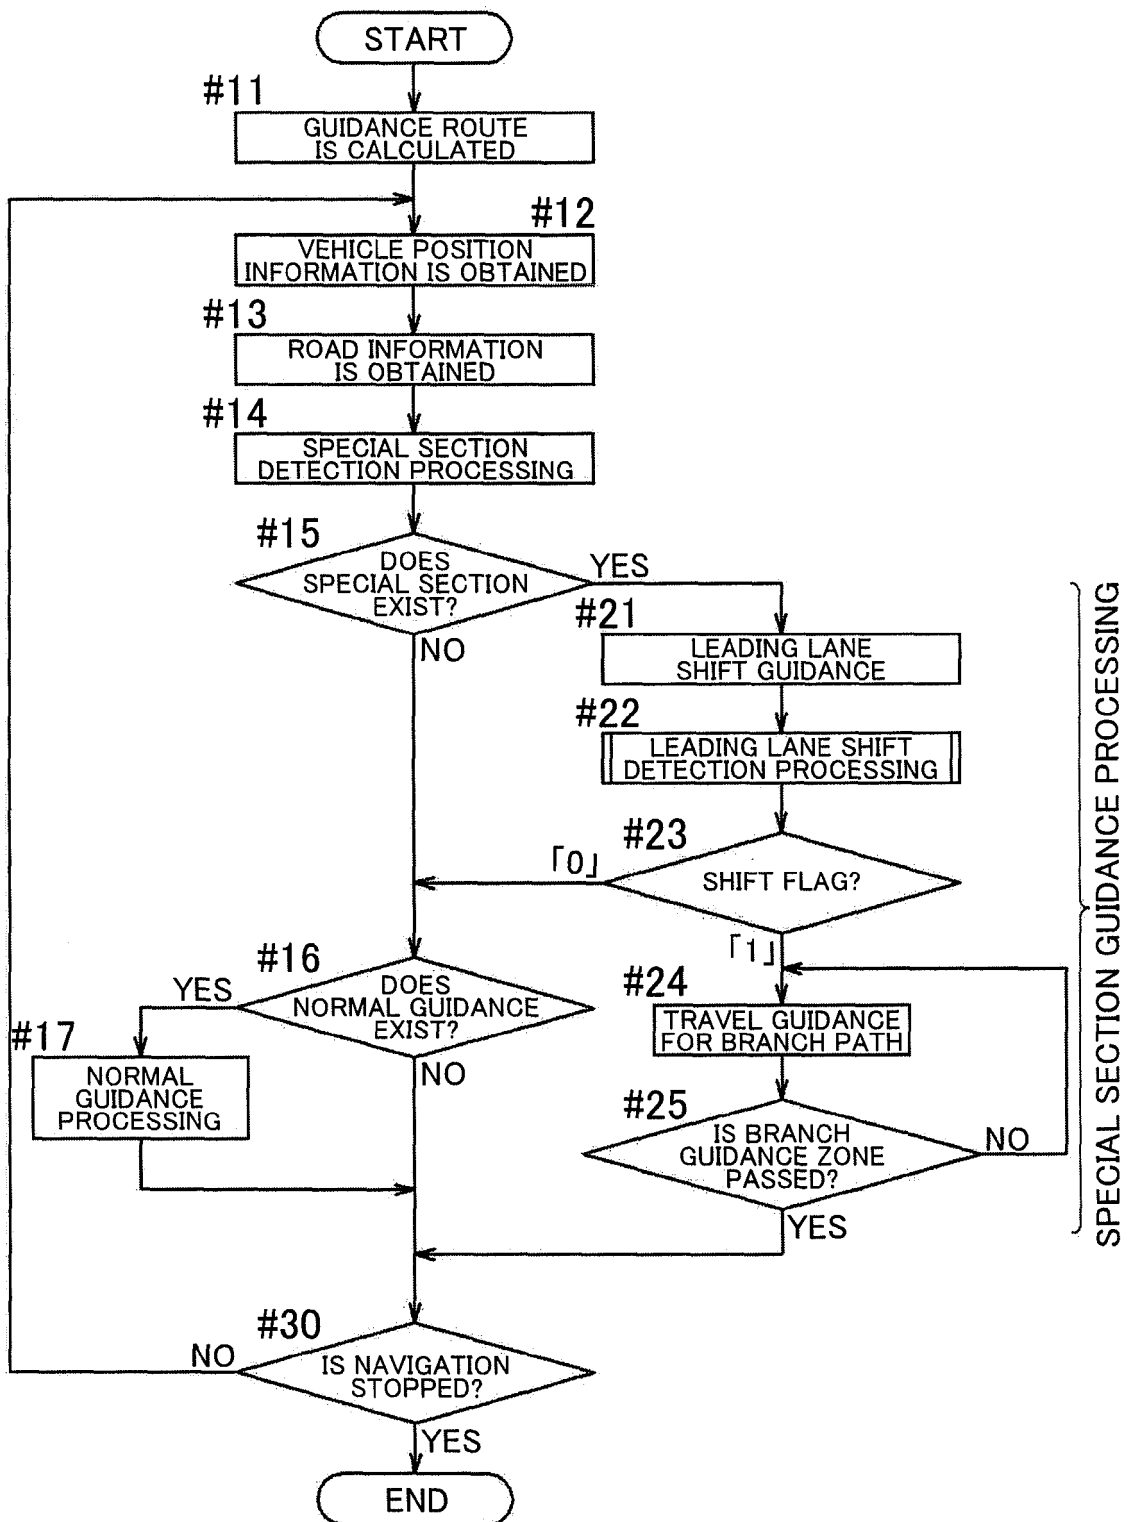 START
#11
GUIDANCE ROUTE
IS CALCULATED
#12
VEHICLE POSITION
INFORMATION IS OBTAINED
#13
ROAD INFORMATION
IS OBTAINED
#14
SPECIAL SECTION
DETECTION PROCESSING
#15
DOES
SPECIAL SECTION
EXIST?
YES
NO
#21
LEADING LANE
SHIFT GUIDANCE
#22
LEADING LANE SHIFT
DETECTION PROCESSING
#23
SHIFT FLAG?
「0」
「1」
#16
DOES
NORMAL GUIDANCE
EXIST?
YES
NO
#17
NORMAL
GUIDANCE
PROCESSING
#24
TRAVEL GUIDANCE
FOR BRANCH PATH
#25
IS BRANCH
GUIDANCE ZONE
PASSED?
NO
YES
SPECIAL SECTION GUIDANCE PROCESSING
#30
IS NAVIGATION
STOPPED?
NO
YES
END